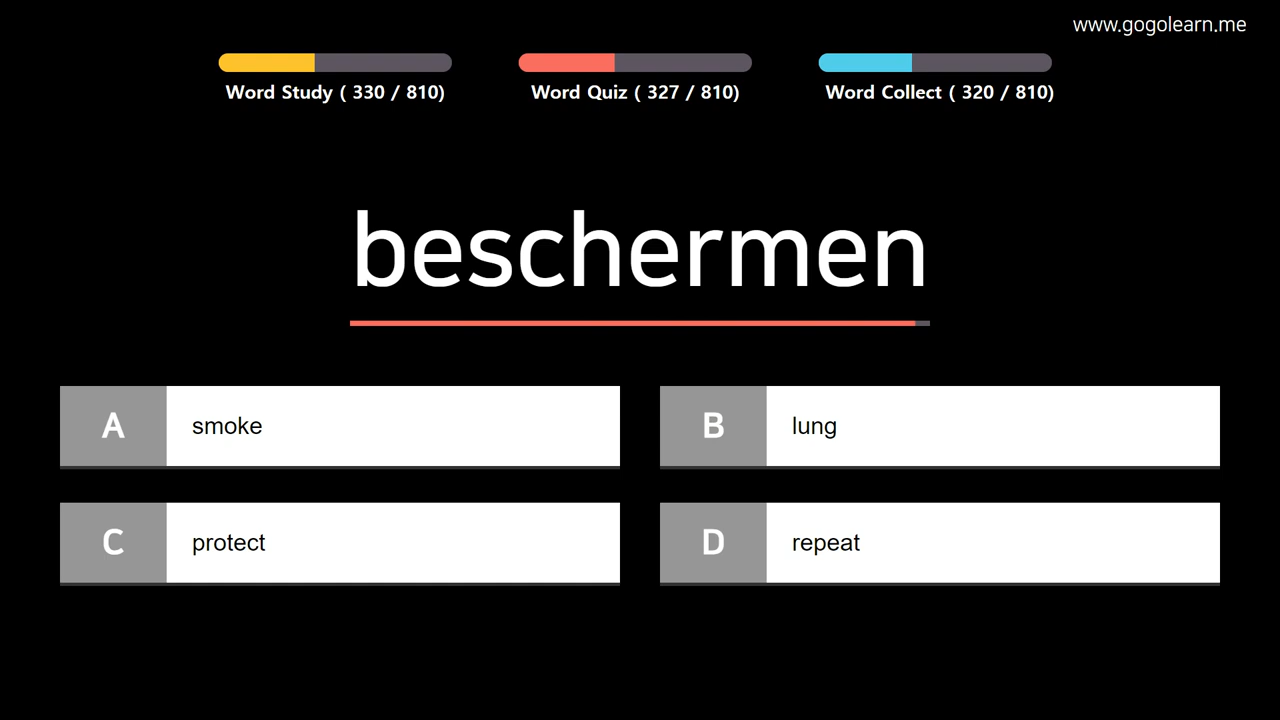 www.gogolearn.me
Word Study ( 330 / 810)
Word Quiz ( 327 / 810)
Word Collect ( 320 / 810)
beschermen
A smoke
B lung
C protect
D repeat